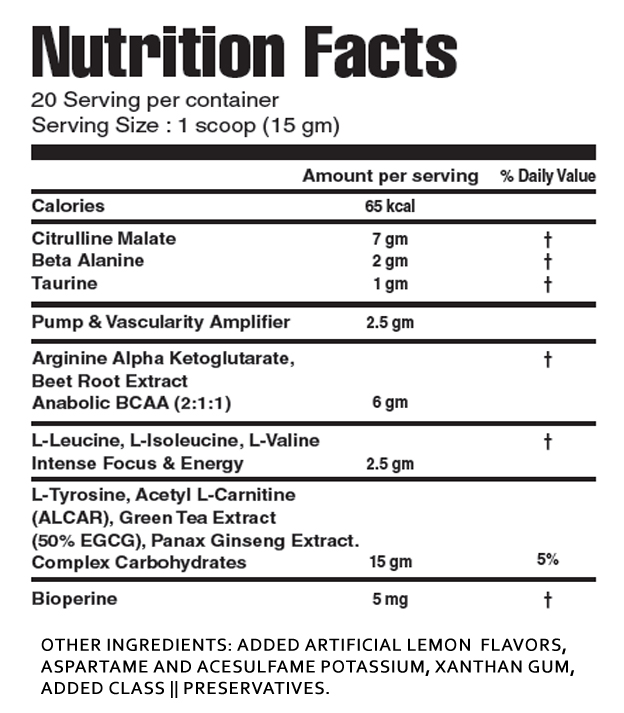 Nutrition Facts
20 Serving per container
Serving Size : 1 scoop (15 gm)
Amount per serving % Daily Value
Calories 65 kcal
Citrulline Malate 7 gm †
Beta Alanine 2 gm †
Taurine 1 gm †
Pump & Vascularity Amplifier 2.5 gm
Arginine Alpha Ketoglutarate, †
Beet Root Extract
Anabolic BCAA (2:1:1) 6 gm
L-Leucine, L-Isoleucine, L-Valine †
Intense Focus & Energy 2.5 gm
L-Tyrosine, Acetyl L-Carnitine
(ALCAR), Green Tea Extract
(50% EGCG), Panax Ginseng Extract.
Complex Carbohydrates 15 gm 5%
Bioperine 5 mg †
OTHER INGREDIENTS: ADDED ARTIFICIAL LEMON FLAVORS,
ASPARTAME AND ACESULFAME POTASSIUM, XANTHAN GUM,
ADDED CLASS || PRESERVATIVES.